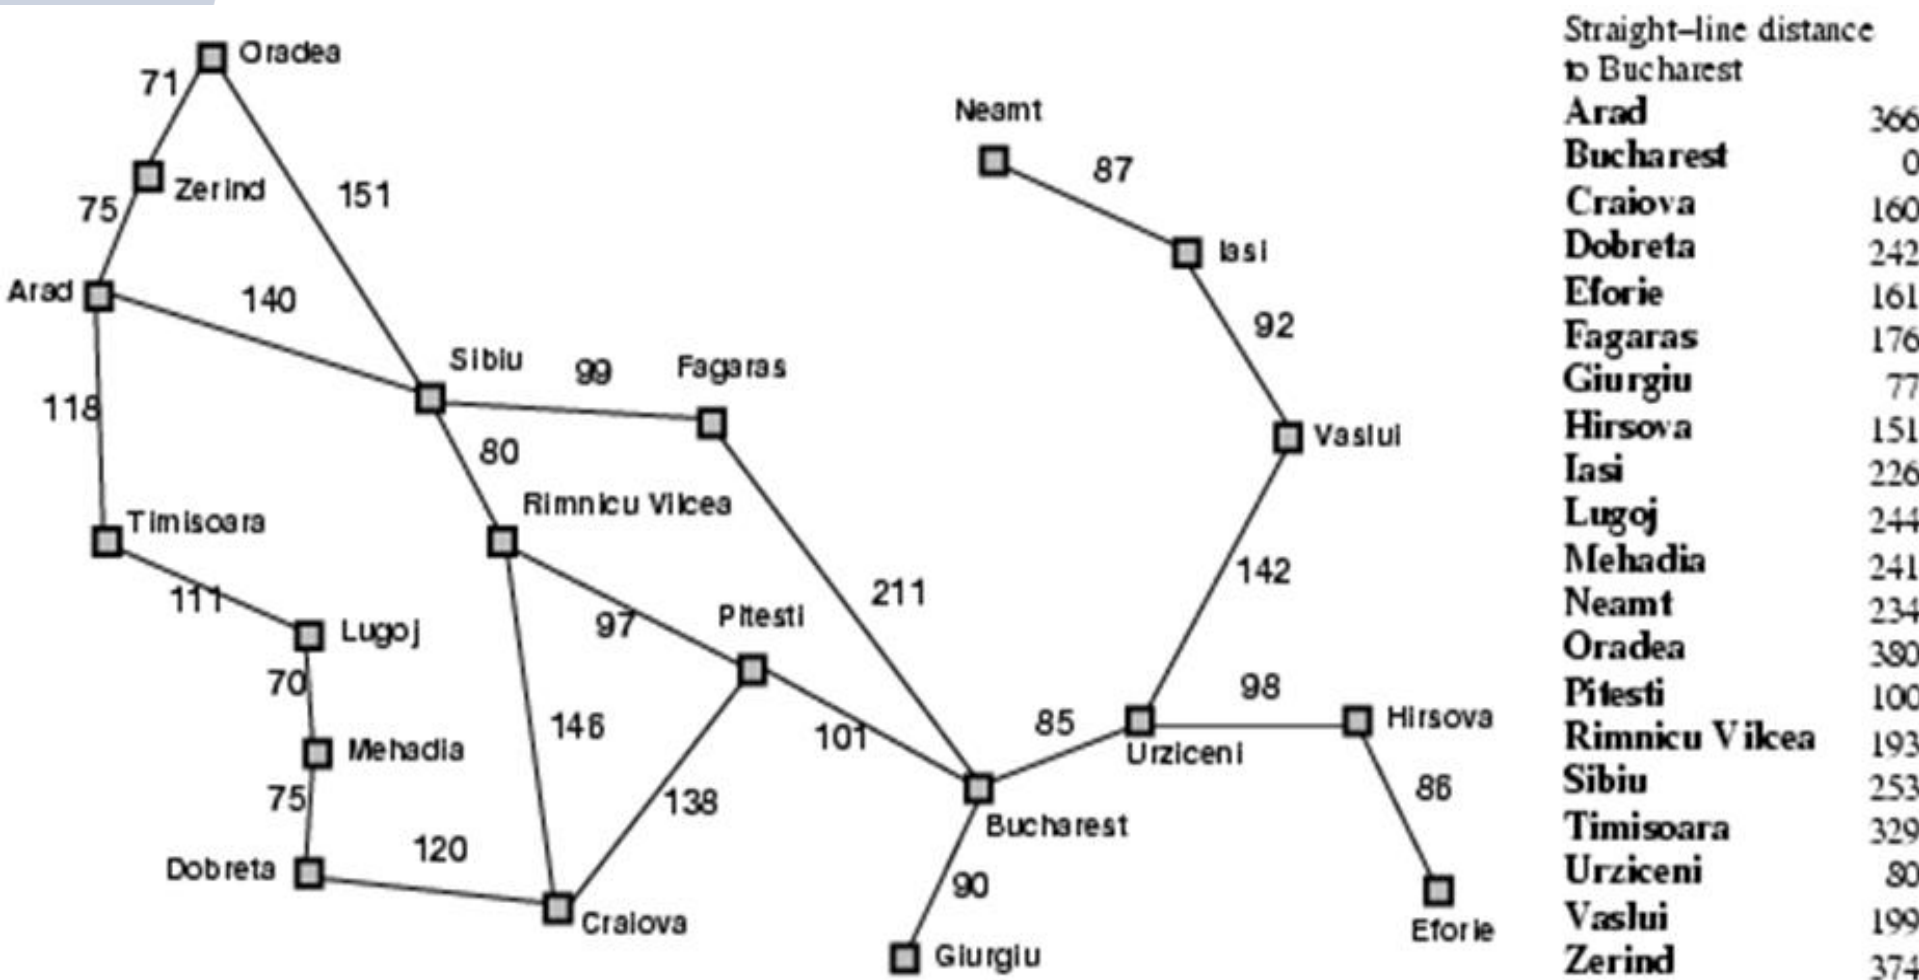 Oradea
71
Neamt
87
Zerind
151
75
Iasi
Arad
140
92
Sibiu
99
Fagaras
118
80
Vaslui
Rimnicu Vilcea
Timisoara
142
111
211
Lugoj
97
Pitesti
70
98
146
85
Hirsova
101
Urziceni
Mehadia
86
75
138
Bucharest
120
Dobreta
90
Craiova
Eforie
Giurgiu
Straight-line distance
to Bucharest
Arad 366
Bucharest 0
Craiova 160
Dobreta 242
Eforie 161
Fagaras 176
Giurgiu 77
Hirsova 151
Iasi 226
Lugoj 244
Mehadia 241
Neamt 234
Oradea 380
Pitesti 100
Rimnicu Vilcea 193
Sibiu 253
Timisoara 329
Urziceni 80
Vaslui 199
Zerind 374